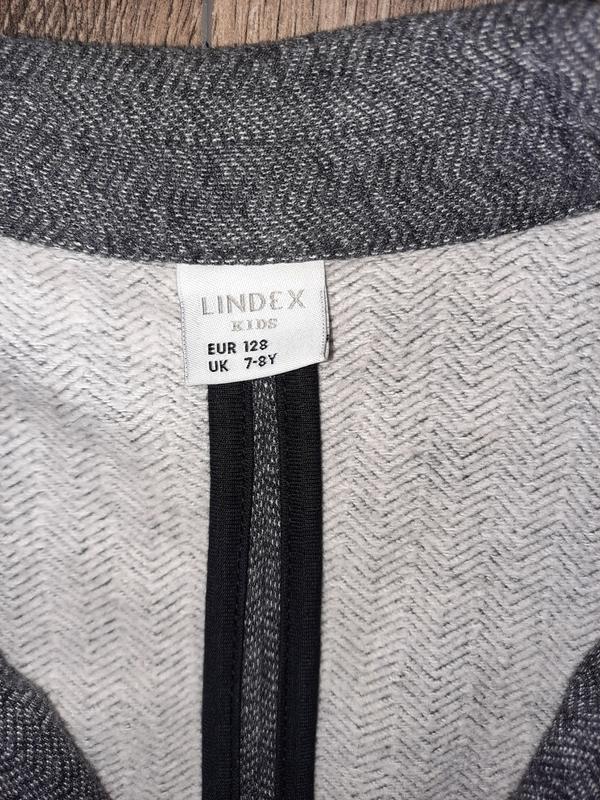 LINDEX
KIDS
EUR 128
UK 7-8Y